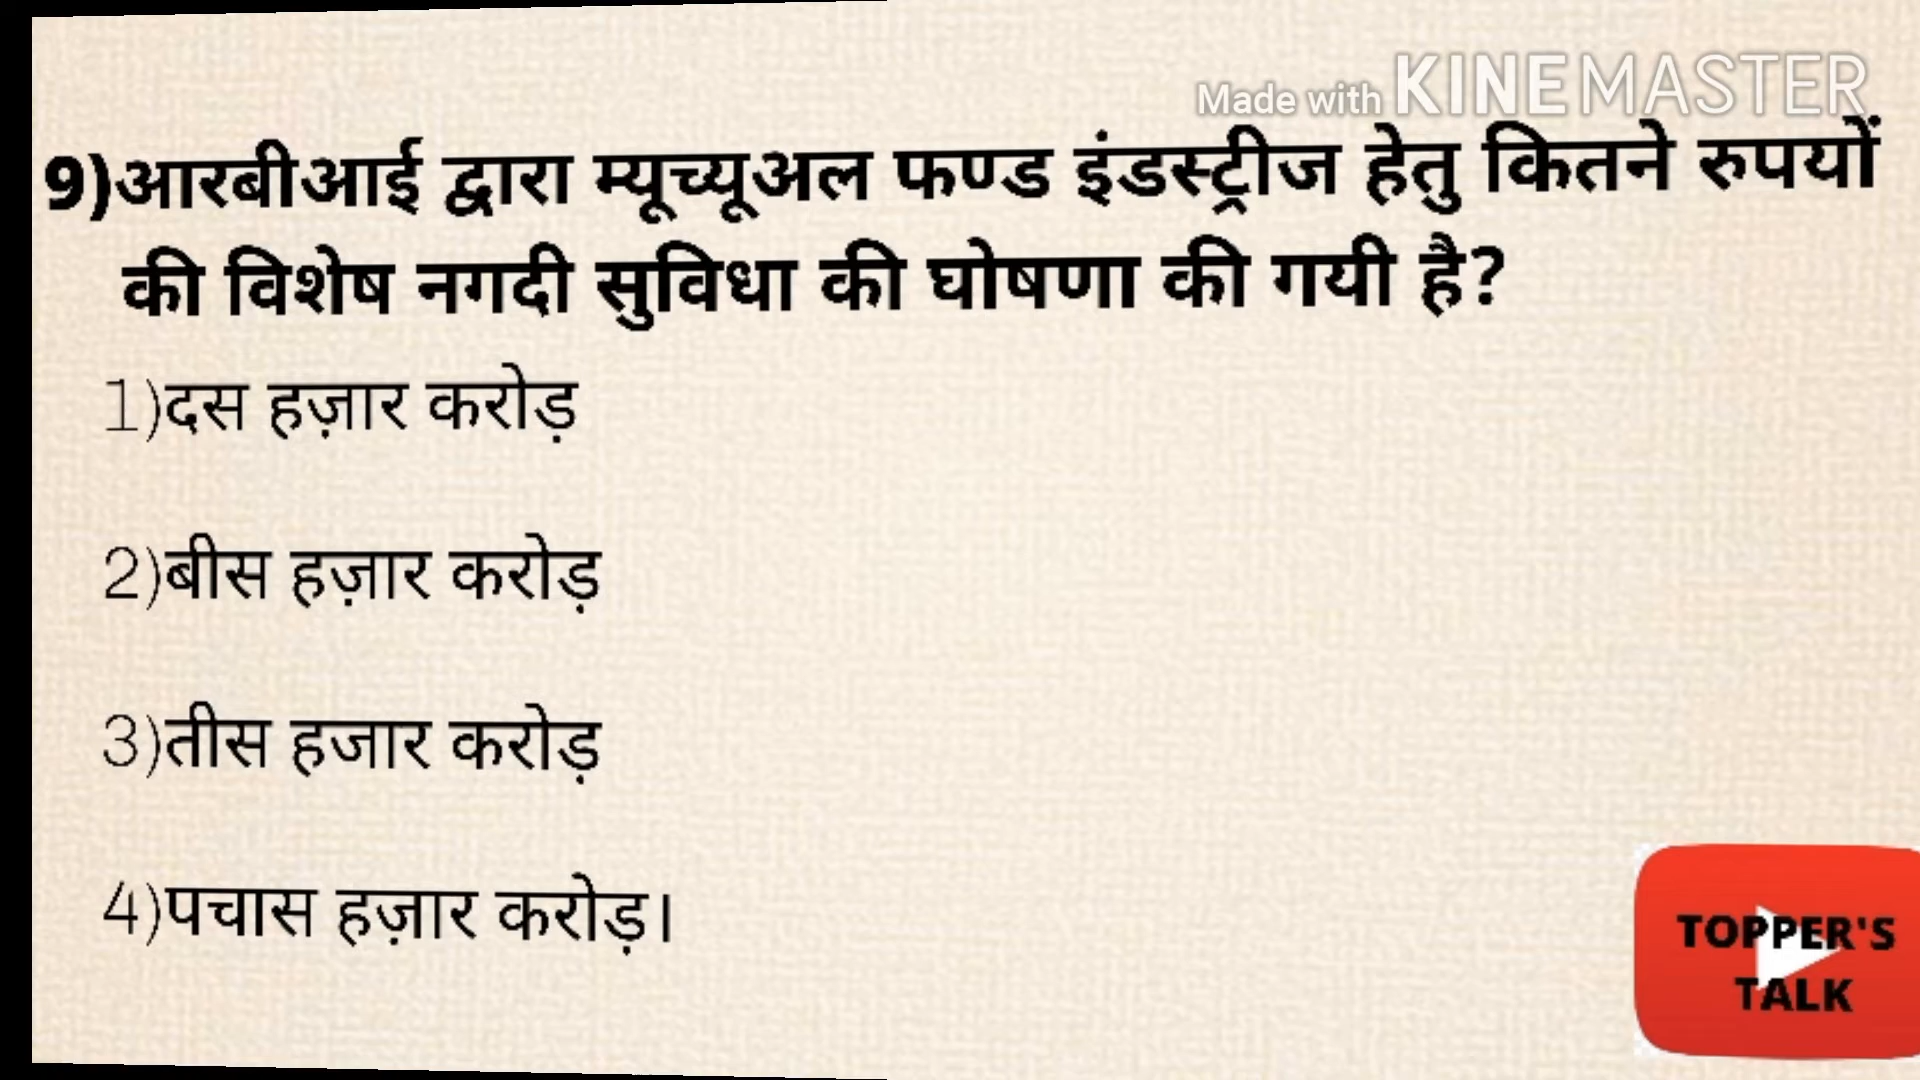 Made with KINEMASTER
9)आरबीआई द्वारा म्यूच्यूअल फण्ड इंडस्ट्रीज हेतु कितने रुपयों
की विशेष नगदी सुविधा की घोषणा की गयी है?
1)दस हज़ार करोड़
2)बीस हज़ार करोड़
3)तीस हजार करोड़
4)पचास हज़ार करोड़।
TOPPER'S
TALK